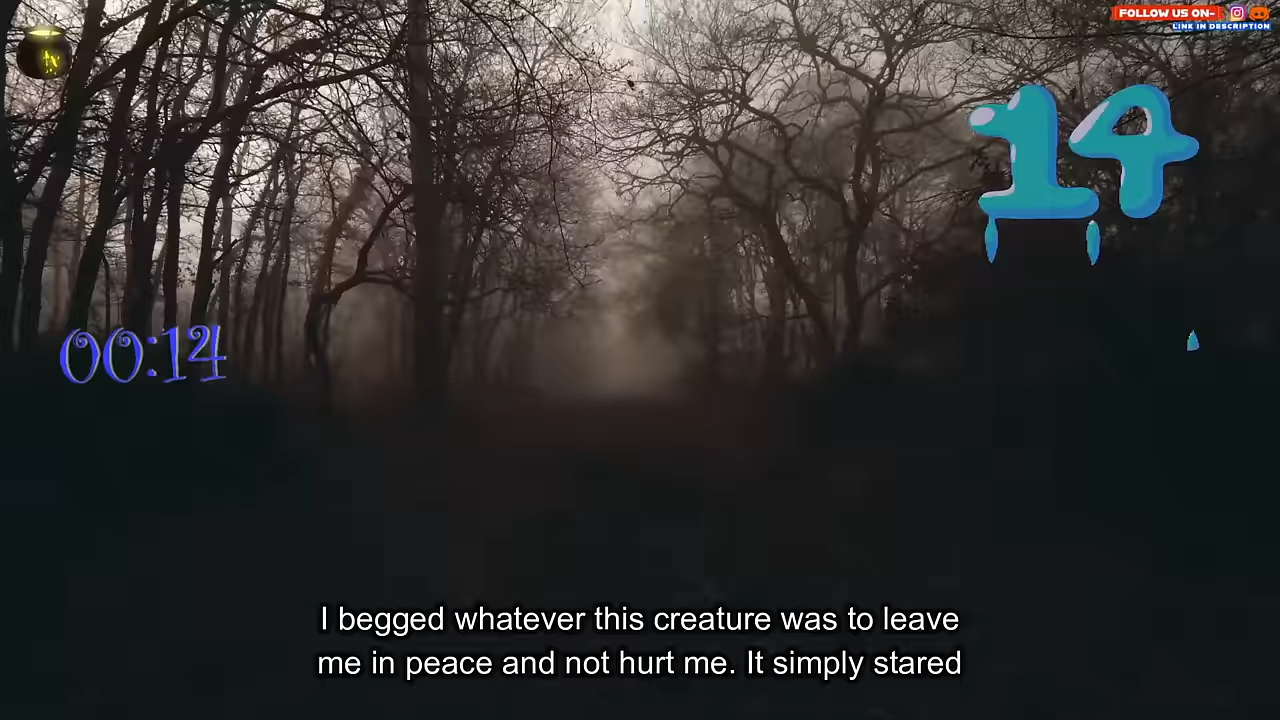 FOLLOW US ON-
LINK IN DESCRIPTION
14
00:14
I begged whatever this creature was to leave
me in peace and not hurt me. It simply stared